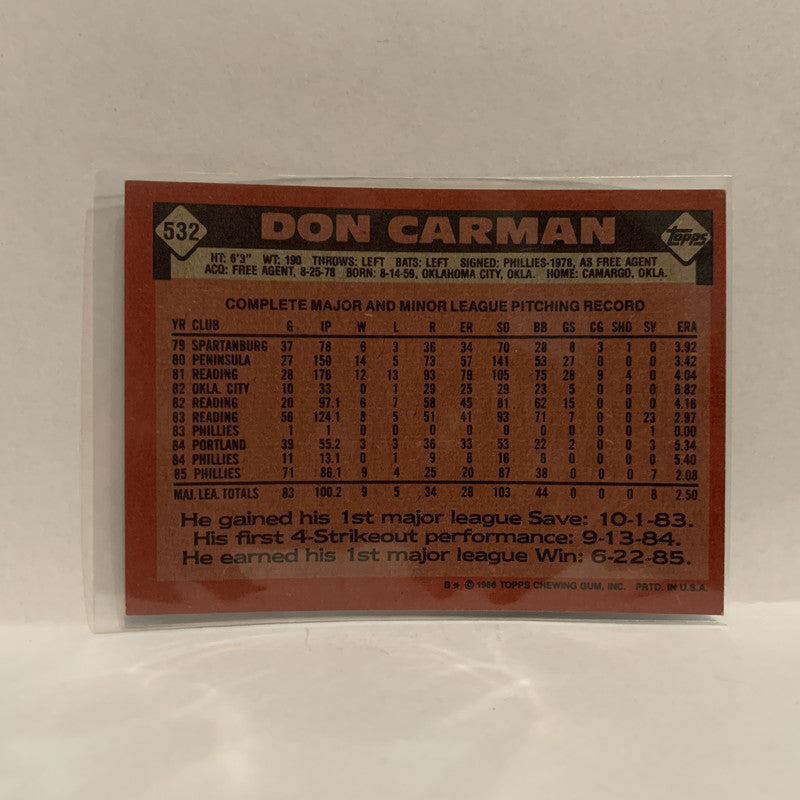 532 DON CARMAN Topps
HT: 6'3" WT: 190 THROWS: LEFT BATS: LEFT SIGNED: PHILLIES-1978, AS FREE AGENT
ACQ: FREE AGENT, 8-25-78 BORN: 8-14-59, OKLAHOMA CITY, OKLA. HOME: CAMARGO, OKLA.
COMPLETE MAJOR AND MINOR LEAGUE PITCHING RECORD
YR CLUB G IP W L R ER SO BB GS CG SHO SV ERA
79 SPARTANBURG 37 78 6 3 36 34 70 28 8 3 1 0 3.92
80 PENINSULA 27 150 14 5 73 57 141 53 27 0 0 0 3.42
81 READING 28 176 12 13 93 79 105 75 28 9 4 0 4.04
82 OKLA. CITY 10 33 0 1 29 25 29 23 5 0 0 0 6.82
82 READING 20 97.1 6 7 58 45 81 62 15 0 0 0 4.16
83 READING 56 124.1 8 5 51 41 93 71 7 0 0 23 2.97
83 PHILLIES 1 1 0 0 0 0 0 0 0 0 0 1 0.00
84 PORTLAND 39 55.2 3 3 36 33 53 22 2 0 0 3 5.34
84 PHILLIES 11 13.1 0 1 9 8 16 6 0 0 0 0 5.40
85 PHILLIES 71 86.1 9 4 25 20 87 38 0 0 0 7 2.08
MAJ. LEA. TOTALS 83 100.2 9 5 34 28 103 44 0 0 0 8 2.50
He gained his 1st major league Save: 10-1-83.
His first 4-Strikeout performance: 9-13-84.
He earned his 1st major league Win: 6-22-85.
B★ © 1986 TOPPS CHEWING GUM, INC. PRTD. IN U.S.A.